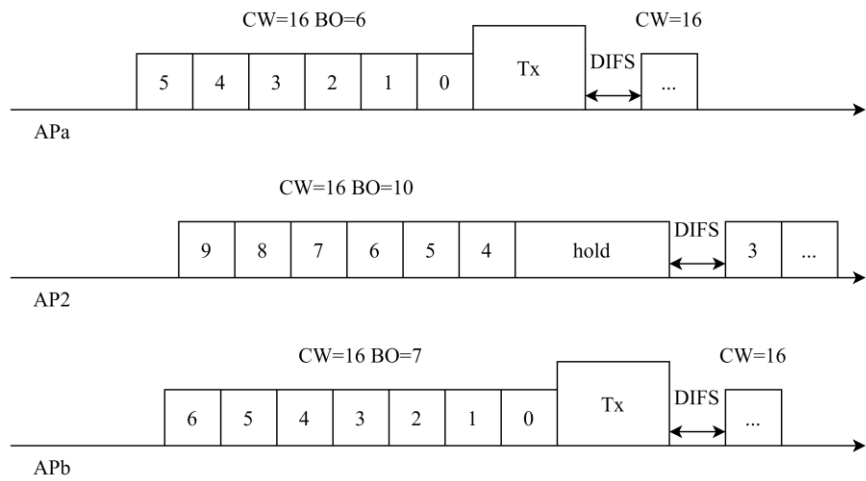 CW=16 BO=6 CW=16
5 4 3 2 1 0 Tx DIFS ...
APa
CW=16 BO=10
9 8 7 6 5 4 hold DIFS 3 ...
AP2
CW=16 BO=7 CW=16
6 5 4 3 2 1 0 Tx DIFS ...
APb